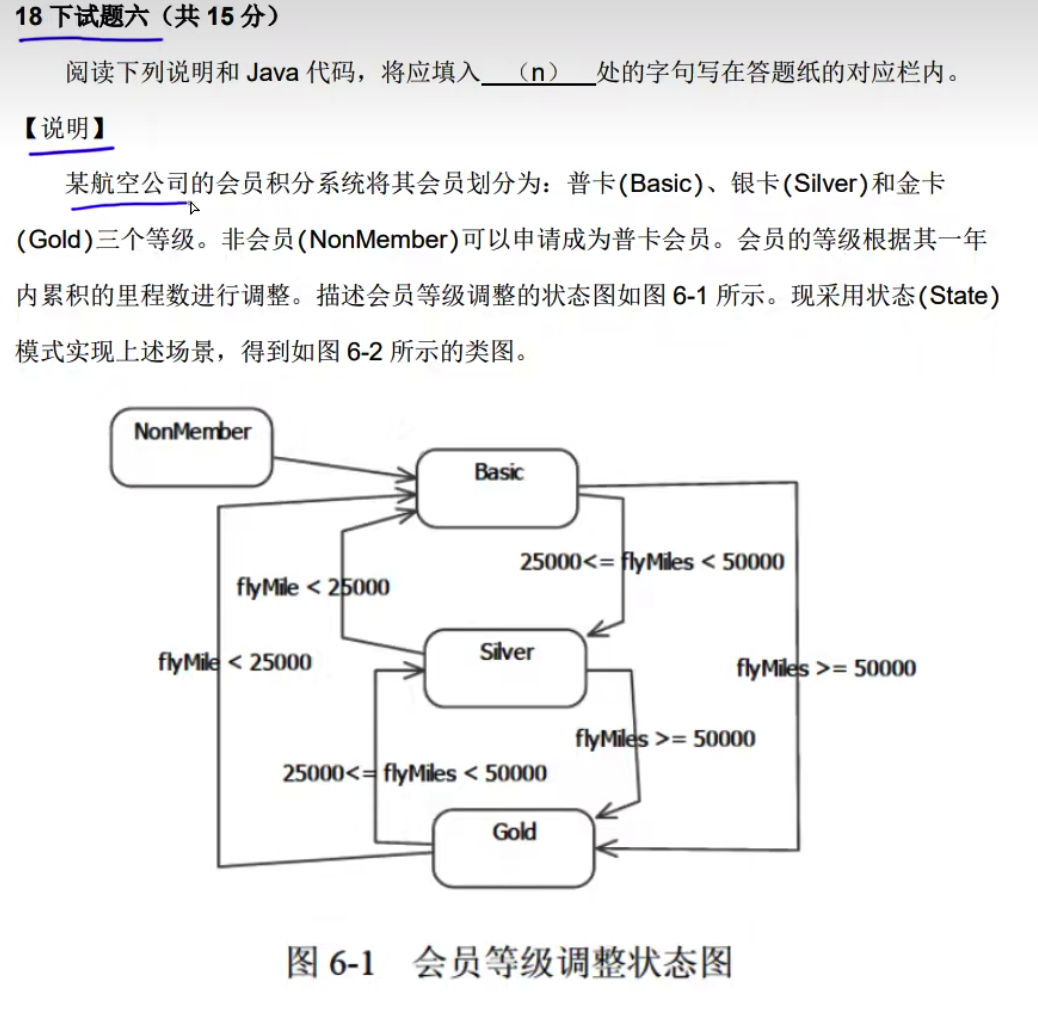 18 下试题六（共 15 分）
阅读下列说明和 Java 代码，将应填入 （n） 处的字句写在答题纸的对应栏内。
【说明】
某航空公司的会员积分系统将其会员划分为：普卡(Basic)、银卡(Silver)和金卡
(Gold)三个等级。非会员(NonMember)可以申请成为普卡会员。会员的等级根据其一年
内累积的里程数进行调整。描述会员等级调整的状态图如图 6-1 所示。现采用状态(State)
模式实现上述场景，得到如图 6-2 所示的类图。
NonMember
Basic
25000<= flyMiles < 50000
flyMile < 25000
Silver
flyMile < 25000
flyMiles >= 50000
flyMiles >= 50000
25000<= flyMiles < 50000
Gold
图 6-1 会员等级调整状态图